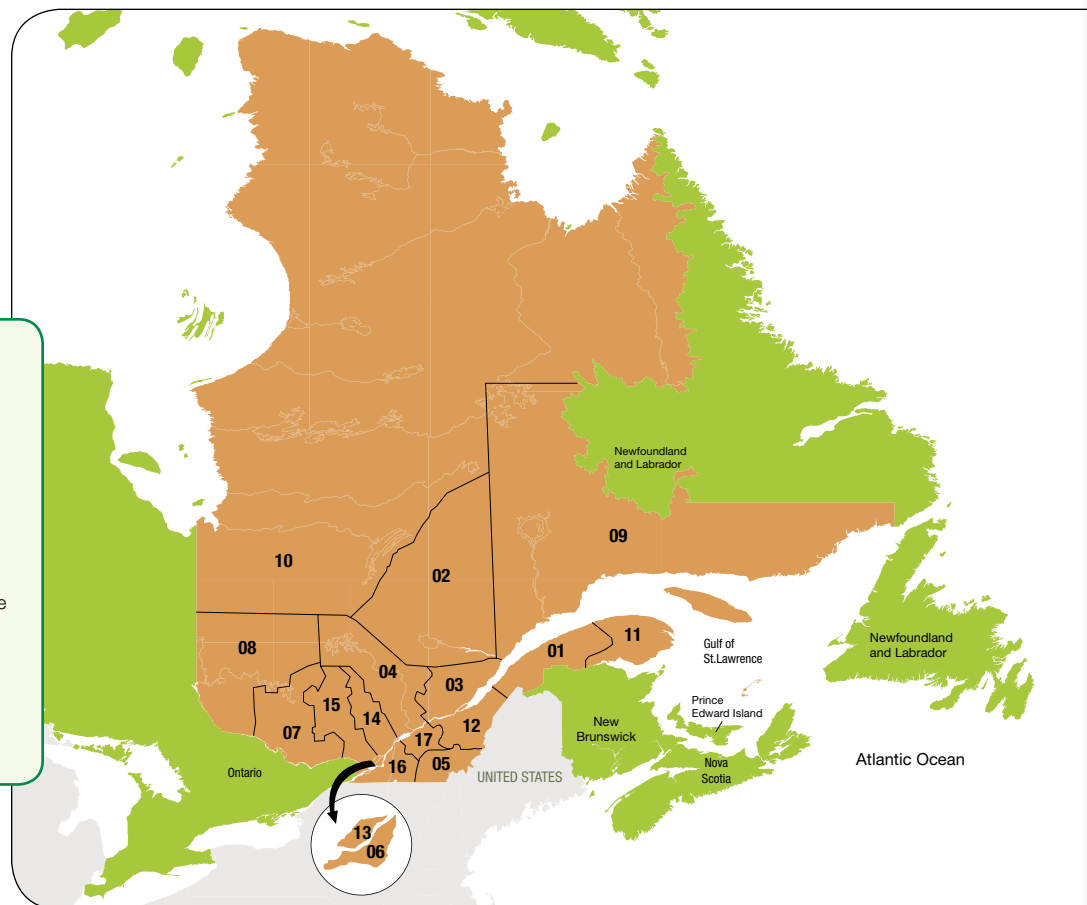 Newfoundland
and Labrador
09
10
02
e
11
08
01
Gulf of
St.Lawrence
Newfoundland
and Labrador
04
03
15
Prince
Edward Island
14
12
07
New
Brunswick
17
Atlantic Ocean
Nova
Scotia
05
16
Ontario
UNITED STATES
13
06